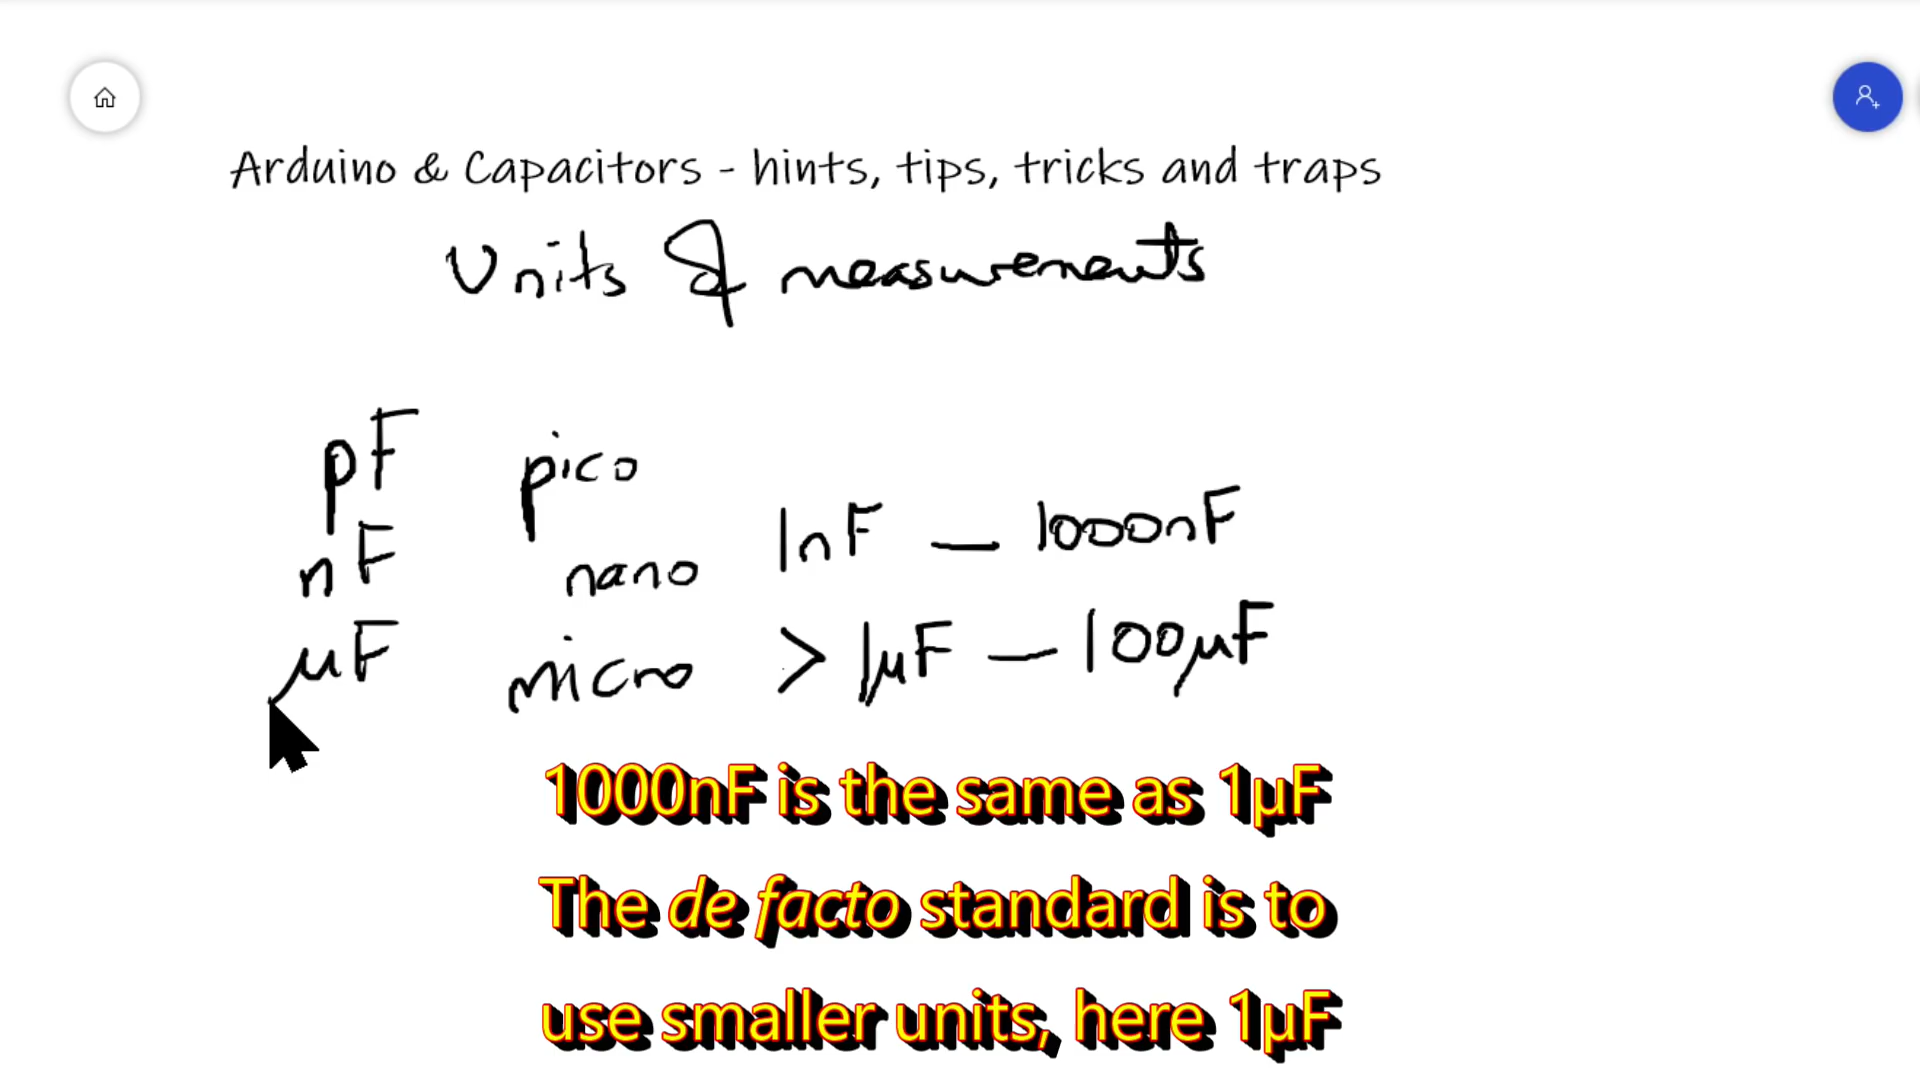 Arduino & Capacitors - hints, tips, tricks and traps
Units & measurements
pF pico
nF nano 1nF — 1000nF
µF micro > 1µF — 100µF
1000nF is the same as 1µF
The de facto standard is to
use smaller units, here 1µF